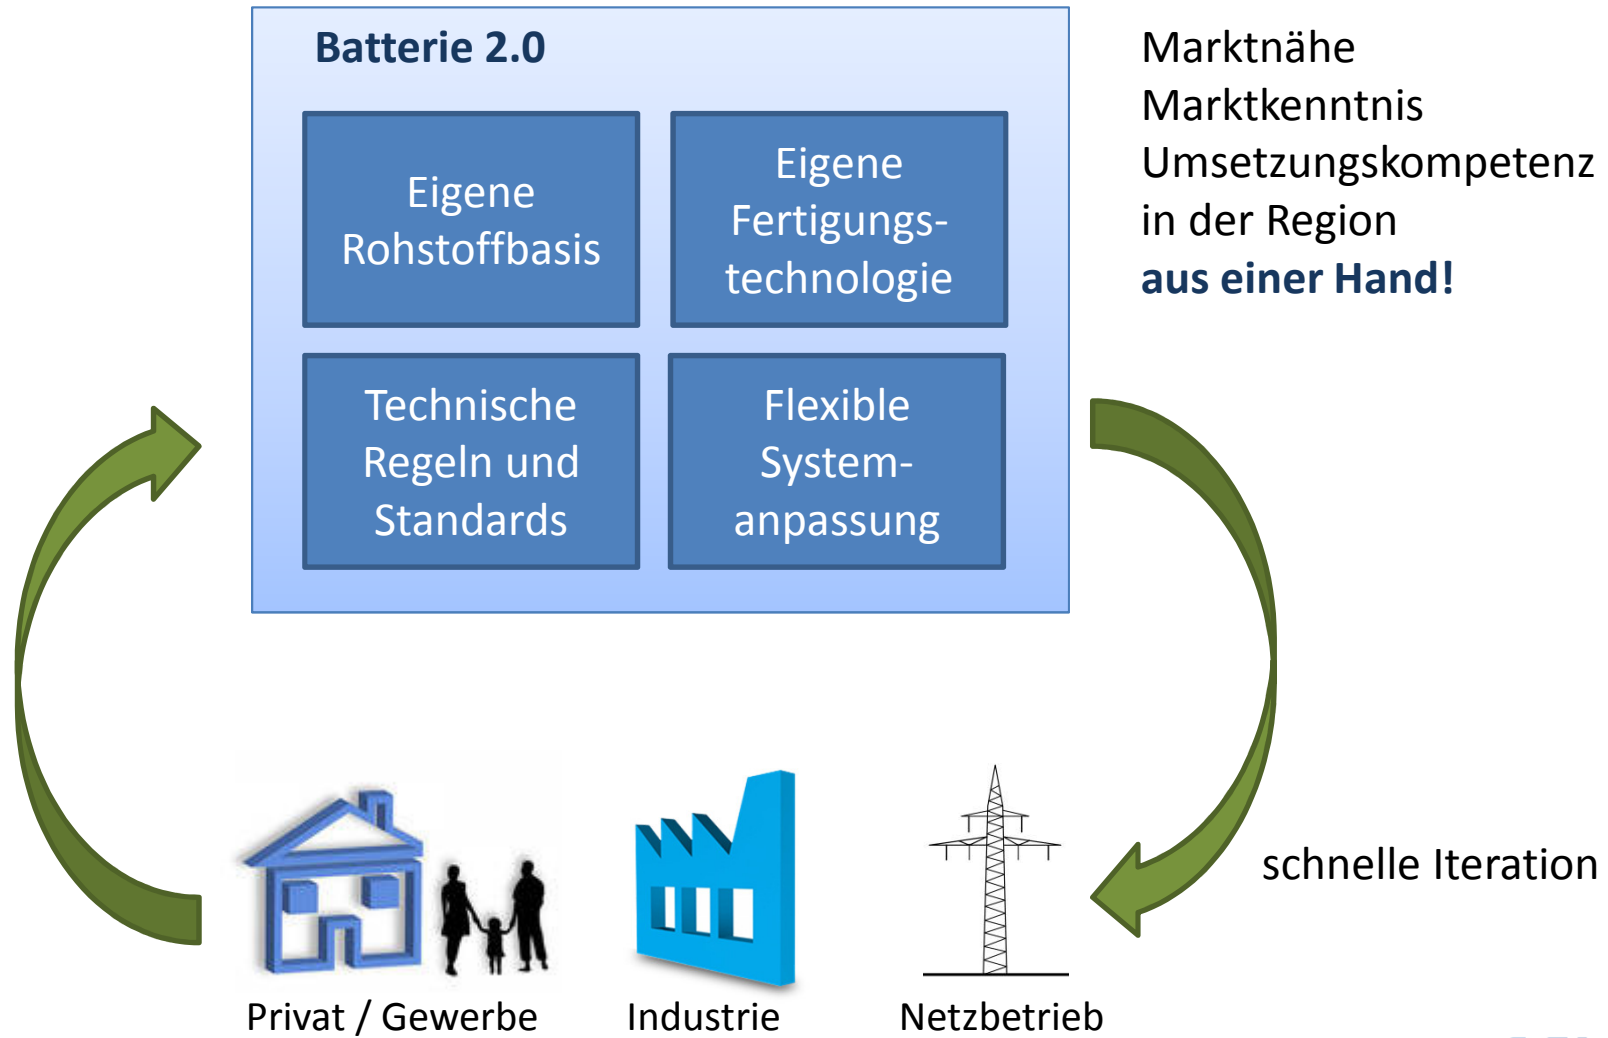 Batterie 2.0
Eigene
Rohstoffbasis
Eigene
Fertigungs-
technologie
Technische
Regeln und
Standards
Flexible
System-
anpassung
Marktnähe
Marktkenntnis
Umsetzungskompetenz
in der Region
aus einer Hand!
schnelle Iteration
Privat / Gewerbe
Industrie
Netzbetrieb